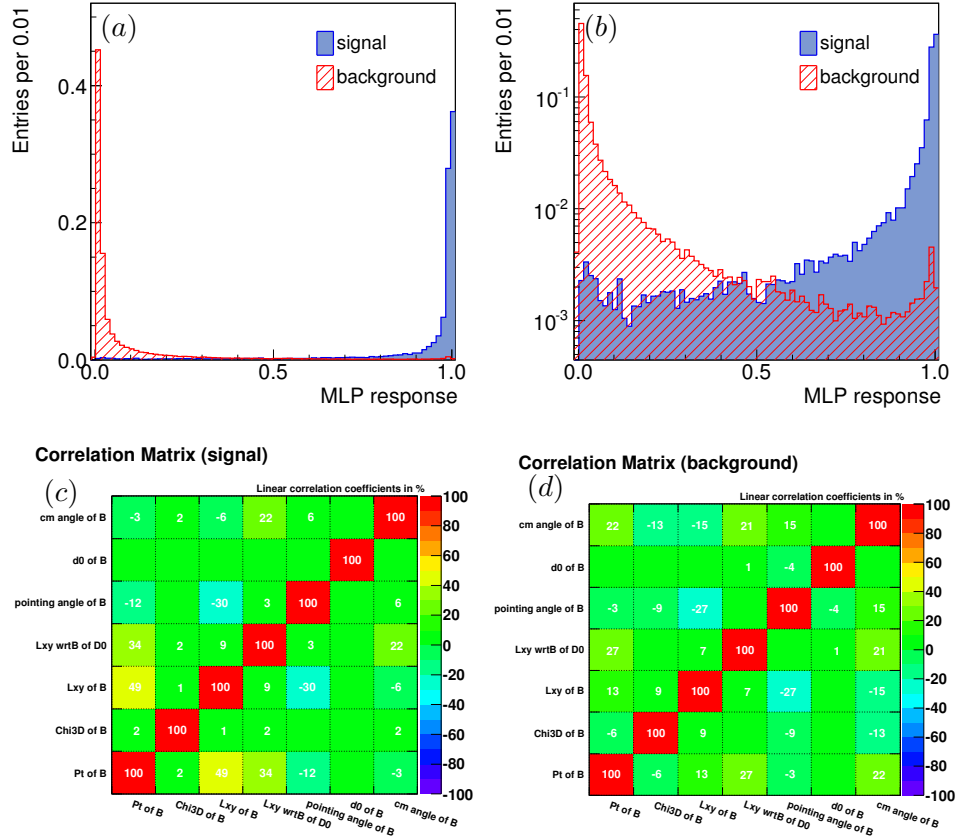 (a)
signal
background
Entries per 0.01
0.4
0.2
0.0
0.0 0.5 1.0
MLP response
(b)
signal
background
Entries per 0.01
10-1
10-2
10-3
0.0 0.5 1.0
MLP response
Correlation Matrix (signal)
(c)
Linear correlation coefficients in %
cm angle of B -3 2 -6 22 6 100
d0 of B 100
pointing angle of B -12 -30 3 100 6
Lxy wrtB of D0 34 2 9 100 3 22
Lxy of B 49 1 100 9 -30 -6
Chi3D of B 2 100 1 2 2
Pt of B 100 2 49 34 -12 -3
Pt of B Chi3D of B Lxy of B Lxy wrtB of D0 pointing angle of B d0 of B cm angle of B
100
80
60
40
20
0
-20
-40
-60
-80
-100
Correlation Matrix (background)
(d)
Linear correlation coefficients in %
cm angle of B 22 -13 -15 21 15 100
d0 of B 1 -4 100
pointing angle of B -3 -9 -27 100 -4 15
Lxy wrtB of D0 27 7 100 1 21
Lxy of B 13 9 100 7 -27 -15
Chi3D of B -6 100 9 -9 -13
Pt of B 100 -6 13 27 -3 22
Pt of B Chi3D of B Lxy of B Lxy wrtB of D0 pointing angle of B d0 of B cm angle of B
100
80
60
40
20
0
-20
-40
-60
-80
-100